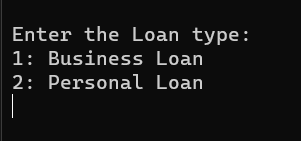 Enter the Loan type:
1: Business Loan
2: Personal Loan